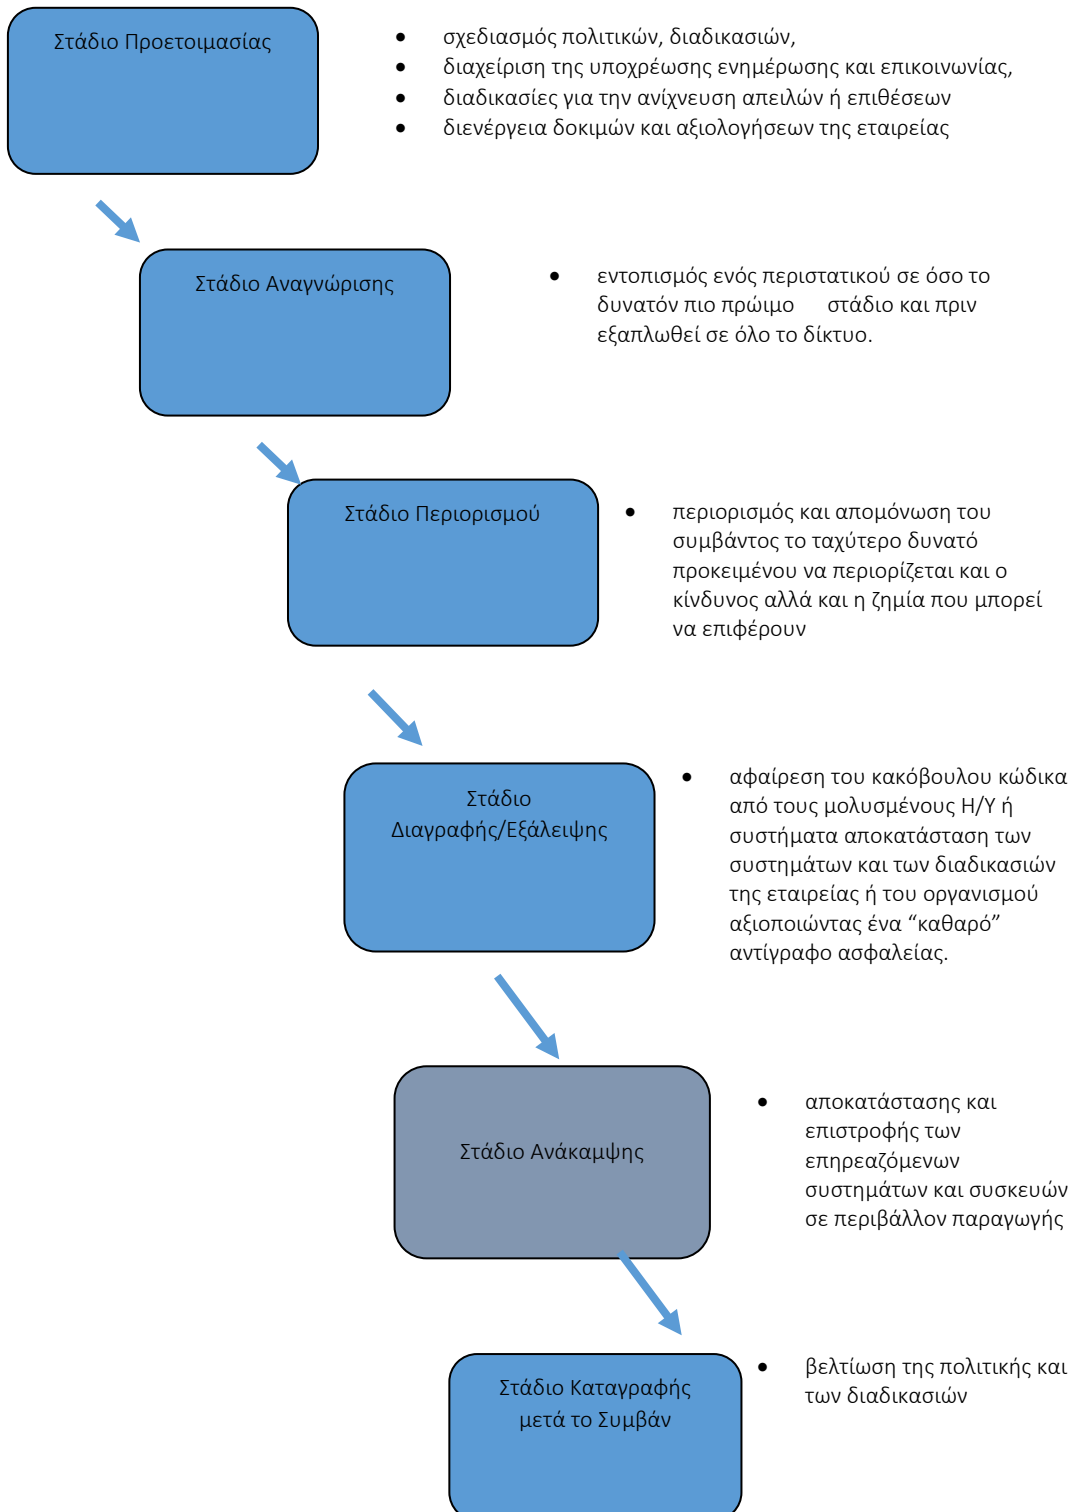 Στάδιο Προετοιμασίας
• σχεδιασμός πολιτικών, διαδικασιών,
• διαχείριση της υποχρέωσης ενημέρωσης και επικοινωνίας,
• διαδικασίες για την ανίχνευση απειλών ή επιθέσεων
• διενέργεια δοκιμών και αξιολογήσεων της εταιρείας
Στάδιο Αναγνώρισης
• εντοπισμός ενός περιστατικού σε όσο το
δυνατόν πιο πρώιμο στάδιο και πριν
εξαπλωθεί σε όλο το δίκτυο.
Στάδιο Περιορισμού
• περιορισμός και απομόνωση του
συμβάντος το ταχύτερο δυνατό
προκειμένου να περιορίζεται και ο
κίνδυνος αλλά και η ζημία που μπορεί
να επιφέρουν
Στάδιο
Διαγραφής/Εξάλειψης
• αφαίρεση του κακόβουλου κώδικα
από τους μολυσμένους Η/Υ ή
συστήματα αποκατάσταση των
συστημάτων και των διαδικασιών
της εταιρείας ή του οργανισμού
αξιοποιώντας ένα “καθαρό”
αντίγραφο ασφαλείας.
Στάδιο Ανάκαμψης
• αποκατάστασης και
επιστροφής των
επηρεαζόμενων
συστημάτων και συσκευών
σε περιβάλλον παραγωγής
Στάδιο Καταγραφής
μετά το Συμβάν
• βελτίωση της πολιτικής και
των διαδικασιών